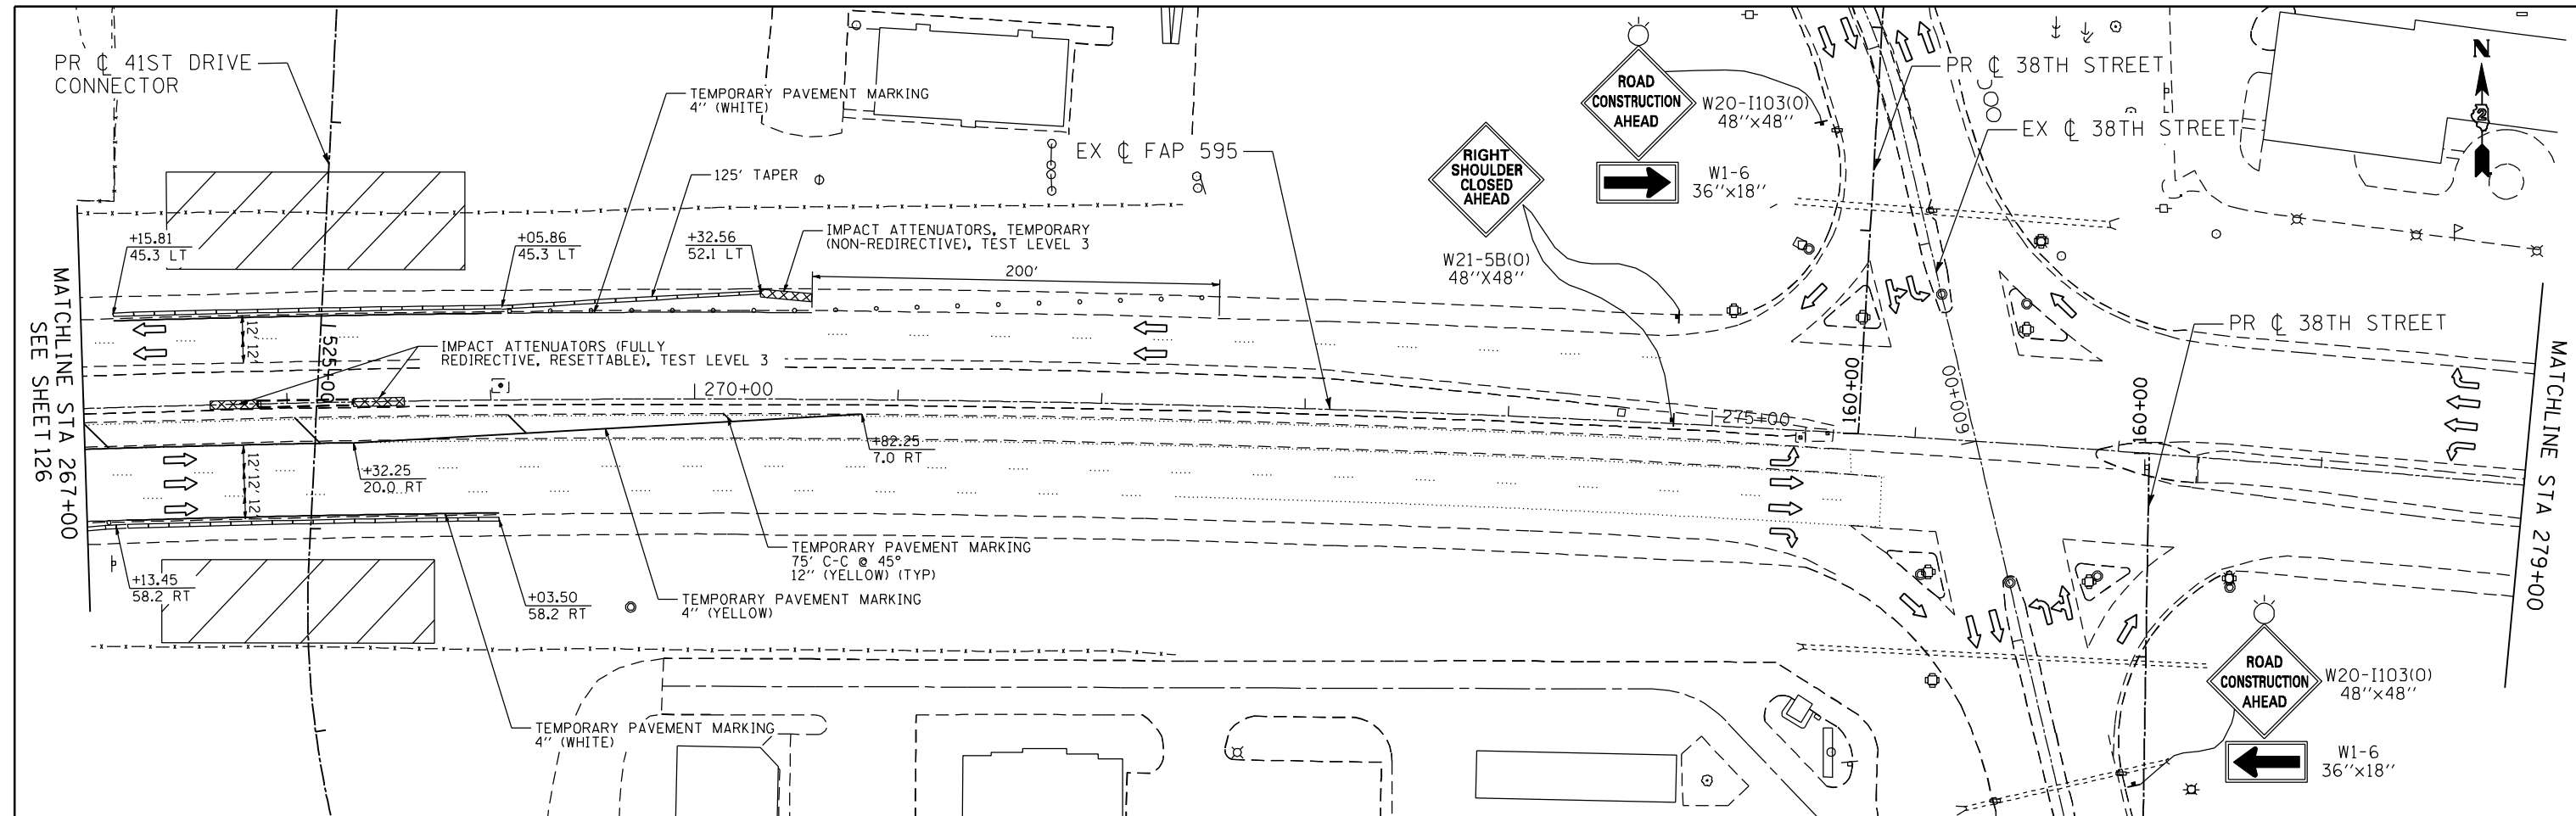 PR ℄ 41ST DRIVE
CONNECTOR
TEMPORARY PAVEMENT MARKING
4" (WHITE)
125' TAPER
EX ℄ FAP 595
IMPACT ATTENUATORS, TEMPORARY
(NON-REDIRECTIVE), TEST LEVEL 3
200'
+15.81
45.3 LT
+05.86
45.3 LT
+32.56
52.1 LT
ROAD
CONSTRUCTION
AHEAD
W20-I103(O)
48"x48"
W1-6
36"x18"
RIGHT
SHOULDER
CLOSED
AHEAD
W21-5B(O)
48"X48"
PR ℄ 38TH STREET
EX ℄ 38TH STREET
N
2
PR ℄ 38TH STREET
MATCHLINE STA 267+00
SEE SHEET 126
12' 12'
525+00
IMPACT ATTENUATORS (FULLY
REDIRECTIVE, RESETTABLE), TEST LEVEL 3
270+00
275+00
160+00
600+00
160+00
MATCHLINE STA 279+00
12' 12' 12'
+32.25
20.0 RT
+82.25
7.0 RT
+13.45
58.2 RT
+03.50
58.2 RT
TEMPORARY PAVEMENT MARKING
75' C-C @ 45°
12" (YELLOW) (TYP)
TEMPORARY PAVEMENT MARKING
4" (YELLOW)
TEMPORARY PAVEMENT MARKING
4" (WHITE)
ROAD
CONSTRUCTION
AHEAD
W20-I103(O)
48"x48"
W1-6
36"x18"